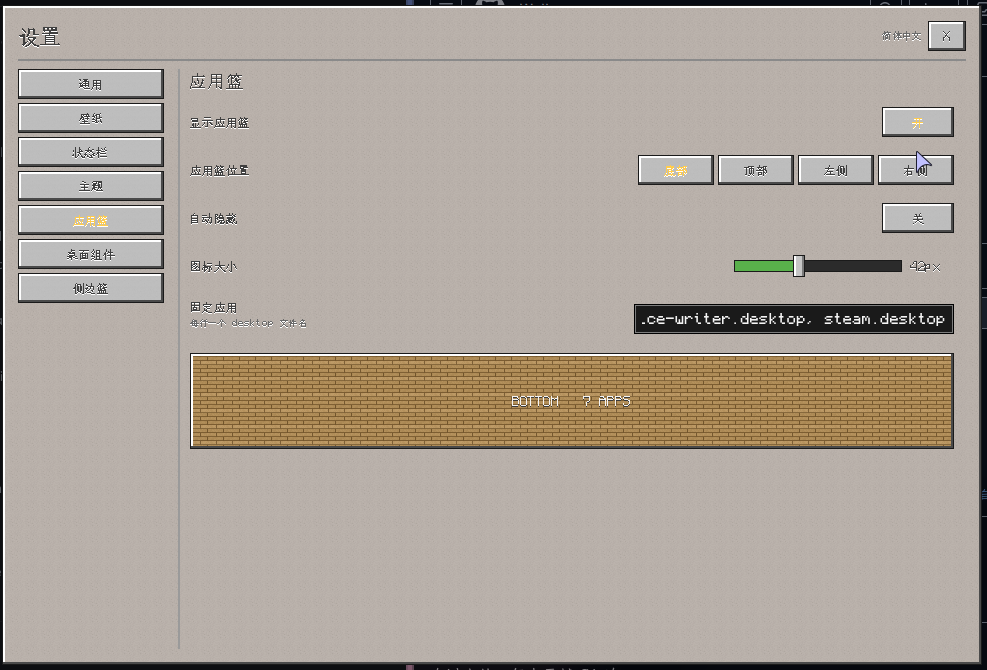 设置
简体中文
X
通用
壁纸
状态栏
主题
应用篮
桌面组件
侧边篮
应用篮
显示应用篮
开
应用篮位置
底部 顶部 左侧 右侧
自动隐藏
关
图标大小
42px
固定应用
每行一个 desktop 文件名
.ce-writer.desktop, steam.desktop
BOTTOM 7 APPS